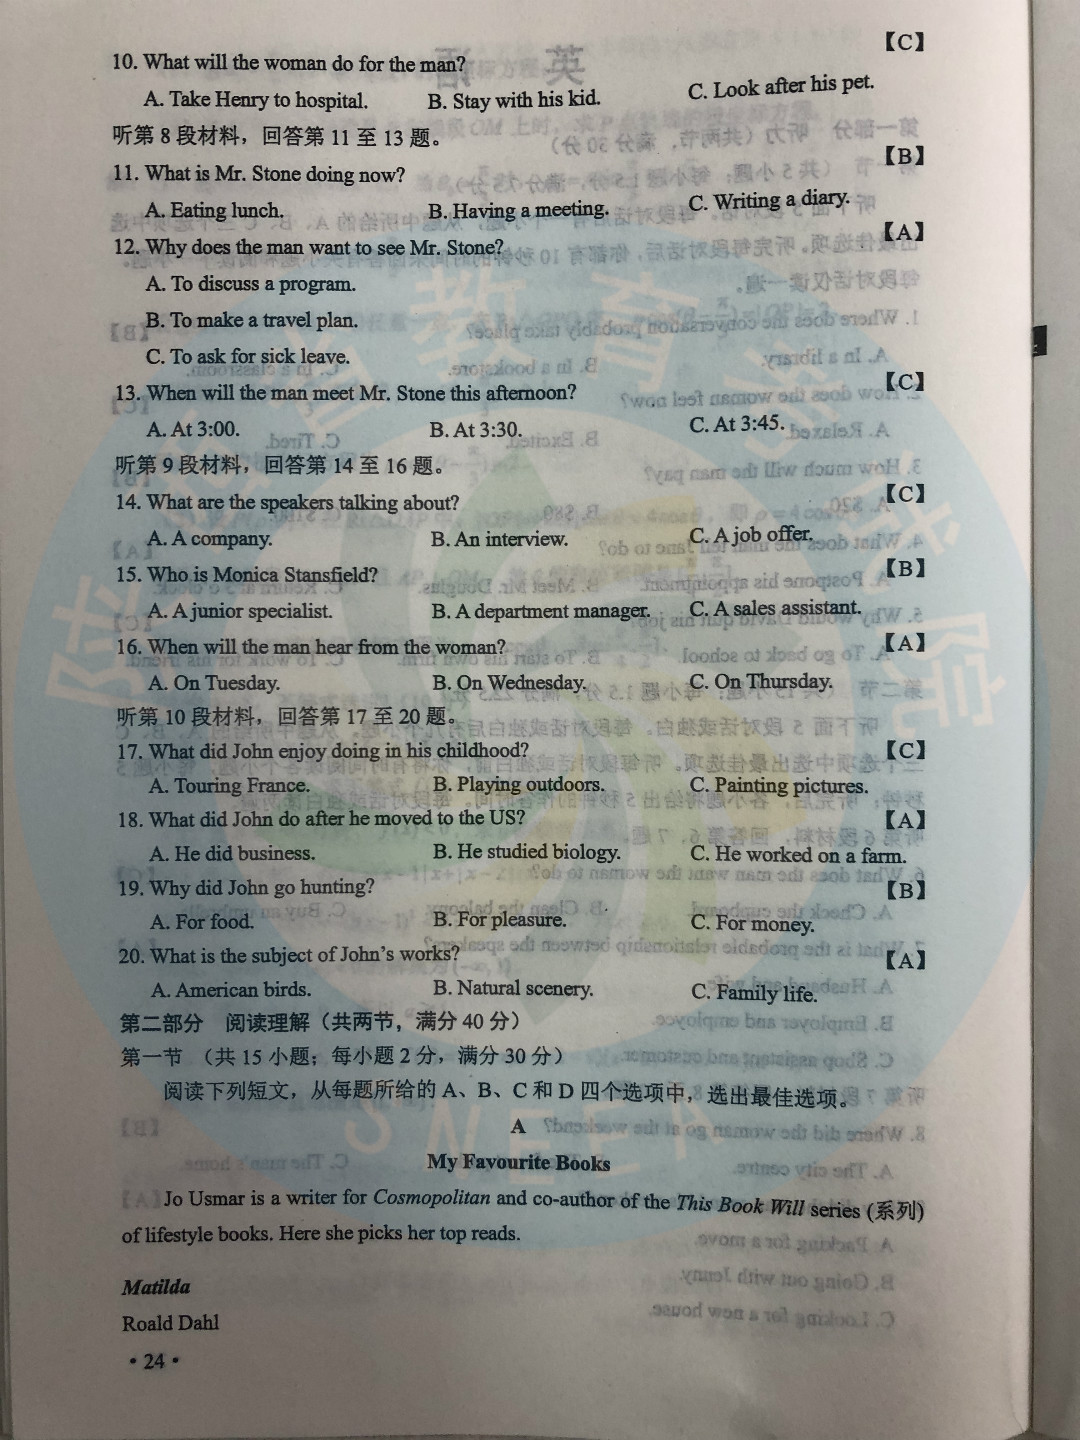 【C】
10. What will the woman do for the man?
A. Take Henry to hospital. B. Stay with his kid. C. Look after his pet.
听第 8 段材料，回答第 11 至 13 题。
11. What is Mr. Stone doing now? 【B】
A. Eating lunch. B. Having a meeting. C. Writing a diary.
12. Why does the man want to see Mr. Stone? 【A】
A. To discuss a program.
B. To make a travel plan.
C. To ask for sick leave.
13. When will the man meet Mr. Stone this afternoon? 【C】
A. At 3:00. B. At 3:30. C. At 3:45.
听第 9 段材料，回答第 14 至 16 题。
14. What are the speakers talking about? 【C】
A. A company. B. An interview. C. A job offer.
15. Who is Monica Stansfield? 【B】
A. A junior specialist. B. A department manager. C. A sales assistant.
16. When will the man hear from the woman? 【A】
A. On Tuesday. B. On Wednesday. C. On Thursday.
听第 10 段材料，回答第 17 至 20 题。
17. What did John enjoy doing in his childhood? 【C】
A. Touring France. B. Playing outdoors. C. Painting pictures.
18. What did John do after he moved to the US? 【A】
A. He did business. B. He studied biology. C. He worked on a farm.
19. Why did John go hunting? 【B】
A. For food. B. For pleasure. C. For money.
20. What is the subject of John's works? 【A】
A. American birds. B. Natural scenery. C. Family life.
第二部分 阅读理解（共两节，满分 40 分）
第一节 （共 15 小题；每小题 2 分，满分 30 分）
阅读下列短文，从每题所给的 A、B、C 和 D 四个选项中，选出最佳选项。
A
My Favourite Books
Jo Usmar is a writer for Cosmopolitan and co-author of the This Book Will series (系列)
of lifestyle books. Here she picks her top reads.
Matilda
Roald Dahl
• 24 •